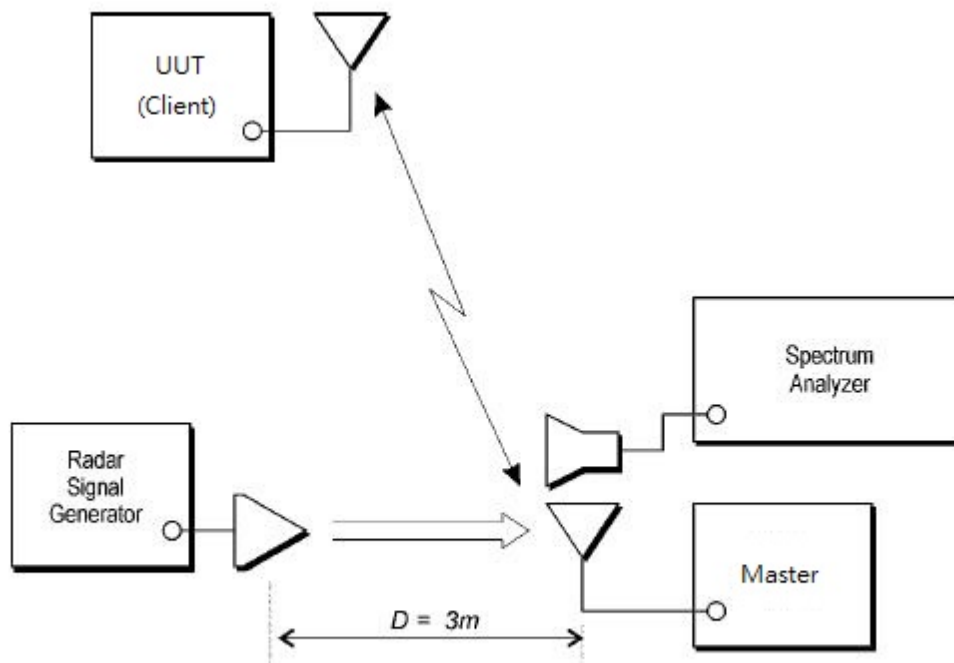 UUT
(Client)
Spectrum
Analyzer
Radar
Signal
Generator
Master
D = 3m